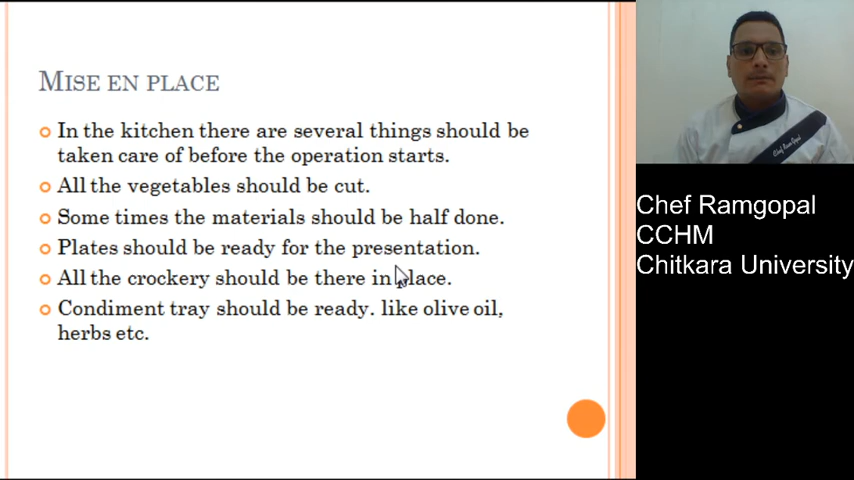 MISE EN PLACE
In the kitchen there are several things should be
taken care of before the operation starts.
All the vegetables should be cut.
Some times the materials should be half done.
Plates should be ready for the presentation.
All the crockery should be there in place.
Condiment tray should be ready. like olive oil,
herbs etc.
Chef Ram Gopal
Chef Ramgopal
CCHM
Chitkara University